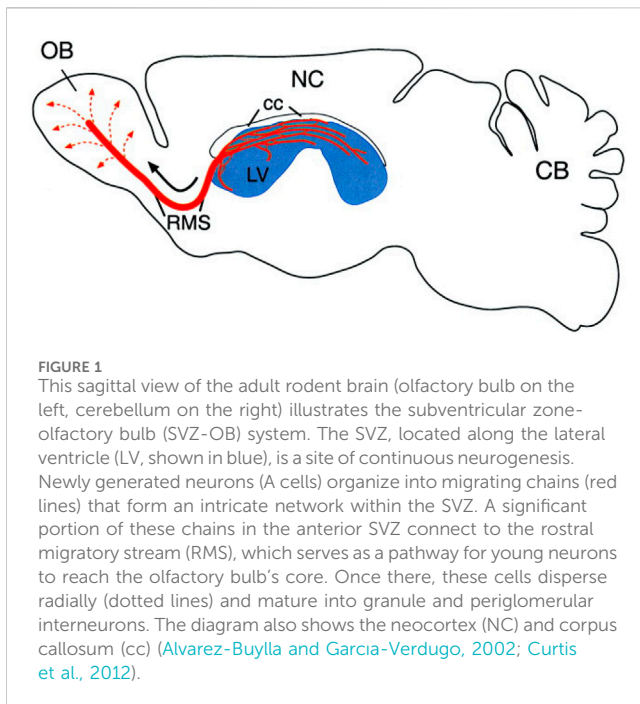 OB
NC
cc
LV
CB
RMS
FIGURE 1
This sagittal view of the adult rodent brain (olfactory bulb on the
left, cerebellum on the right) illustrates the subventricular zone-
olfactory bulb (SVZ-OB) system. The SVZ, located along the lateral
ventricle (LV, shown in blue), is a site of continuous neurogenesis.
Newly generated neurons (A cells) organize into migrating chains (red
lines) that form an intricate network within the SVZ. A significant
portion of these chains in the anterior SVZ connect to the rostral
migratory stream (RMS), which serves as a pathway for young neurons
to reach the olfactory bulb's core. Once there, these cells disperse
radially (dotted lines) and mature into granule and periglomerular
interneurons. The diagram also shows the neocortex (NC) and corpus
callosum (cc) (Alvarez-Buylla and Garcıa-Verdugo, 2002; Curtis
et al., 2012).